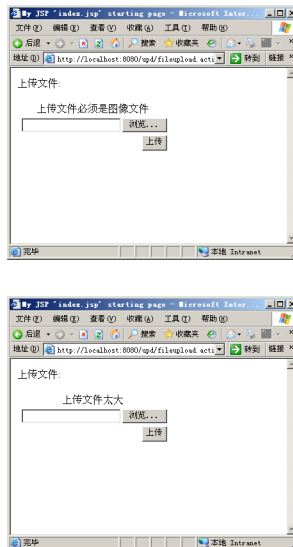 My JSP 'index.jsp' starting page - Microsoft Inter...
文件(F) 编辑(E) 查看(V) 收藏(A) 工具(T) 帮助(H)
后退 搜索 收藏夹
地址(D) http://localhost:8080/upd/fileupload.acti 转到 链接 »
上传文件:
上传文件必须是图像文件
浏览...
上传
完毕 本地 Intranet
My JSP 'index.jsp' starting page - Microsoft Inter...
文件(F) 编辑(E) 查看(V) 收藏(A) 工具(T) 帮助(H)
后退 搜索 收藏夹
地址(D) http://localhost:8080/upd/fileupload.acti 转到 链接 »
上传文件:
上传文件太大
浏览...
上传
完毕 本地 Intranet